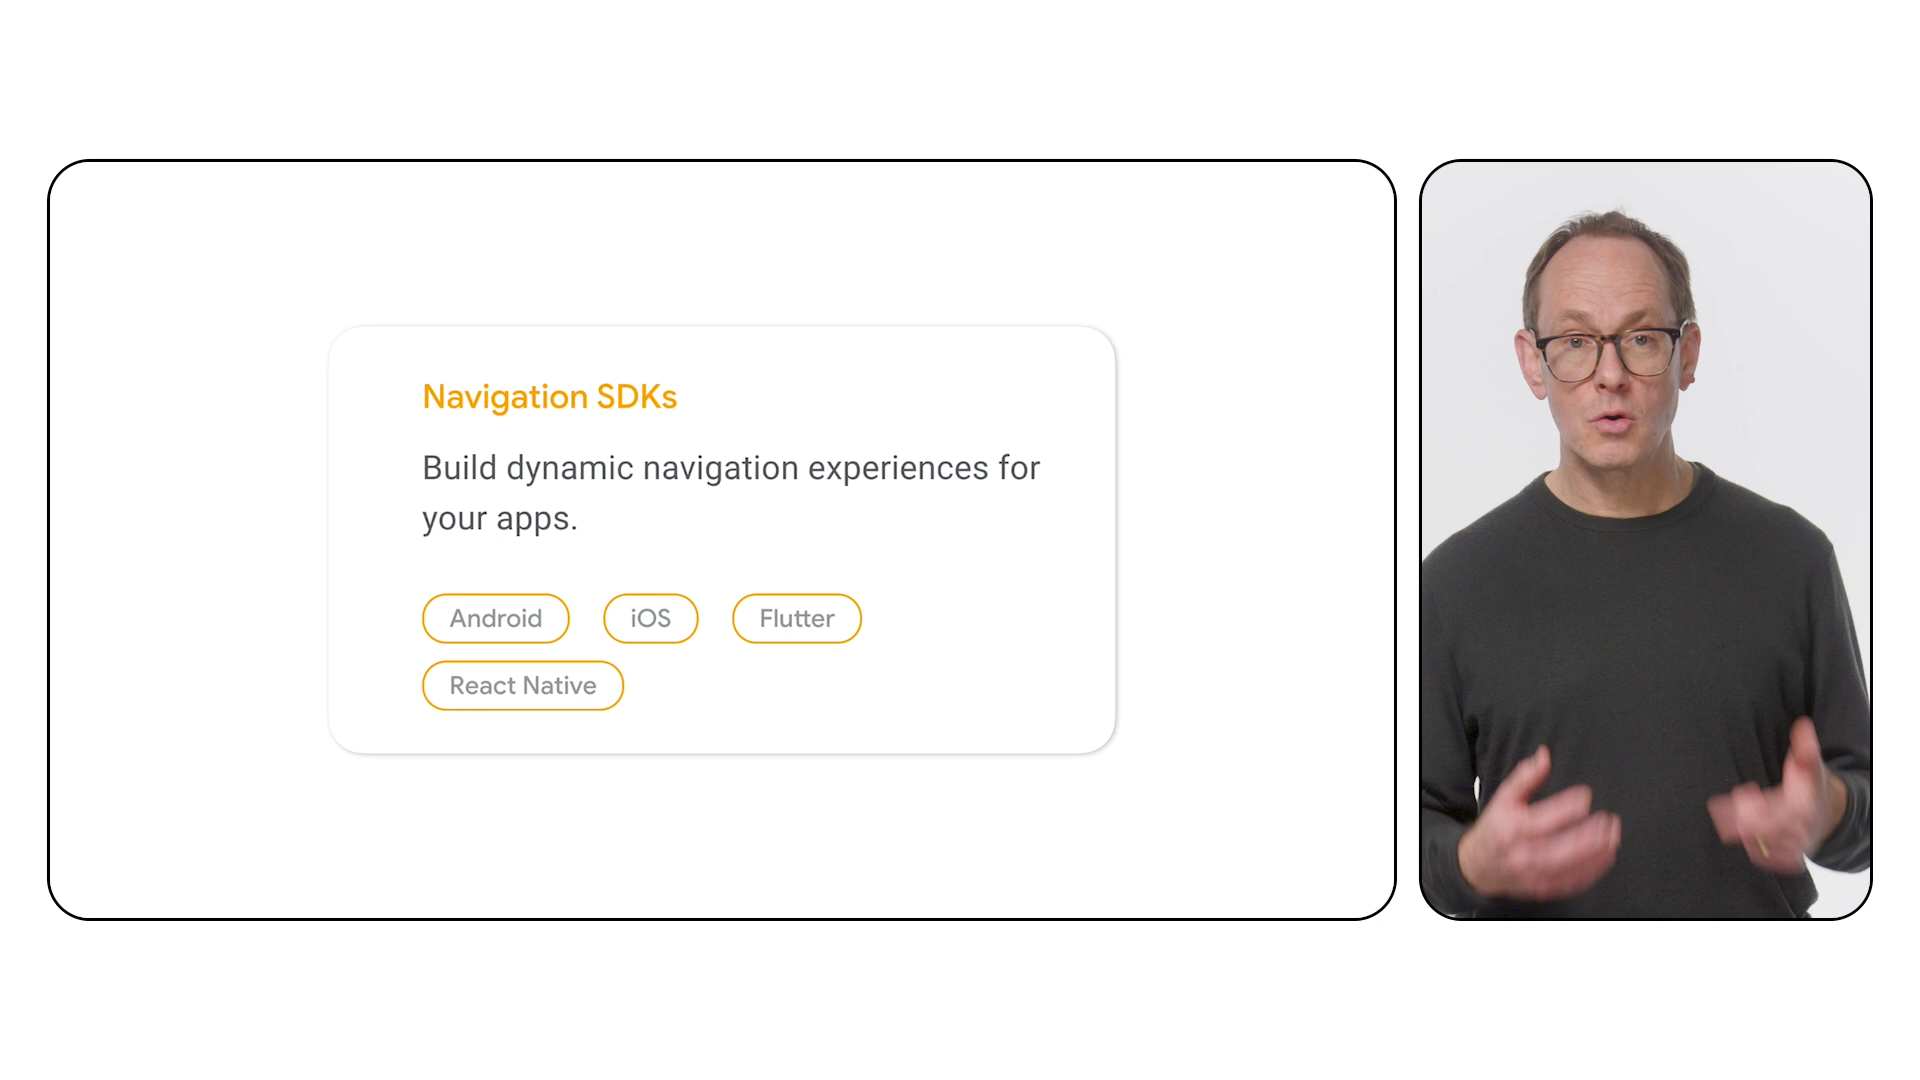 Navigation SDKs
Build dynamic navigation experiences for
your apps.
Android iOS Flutter
React Native